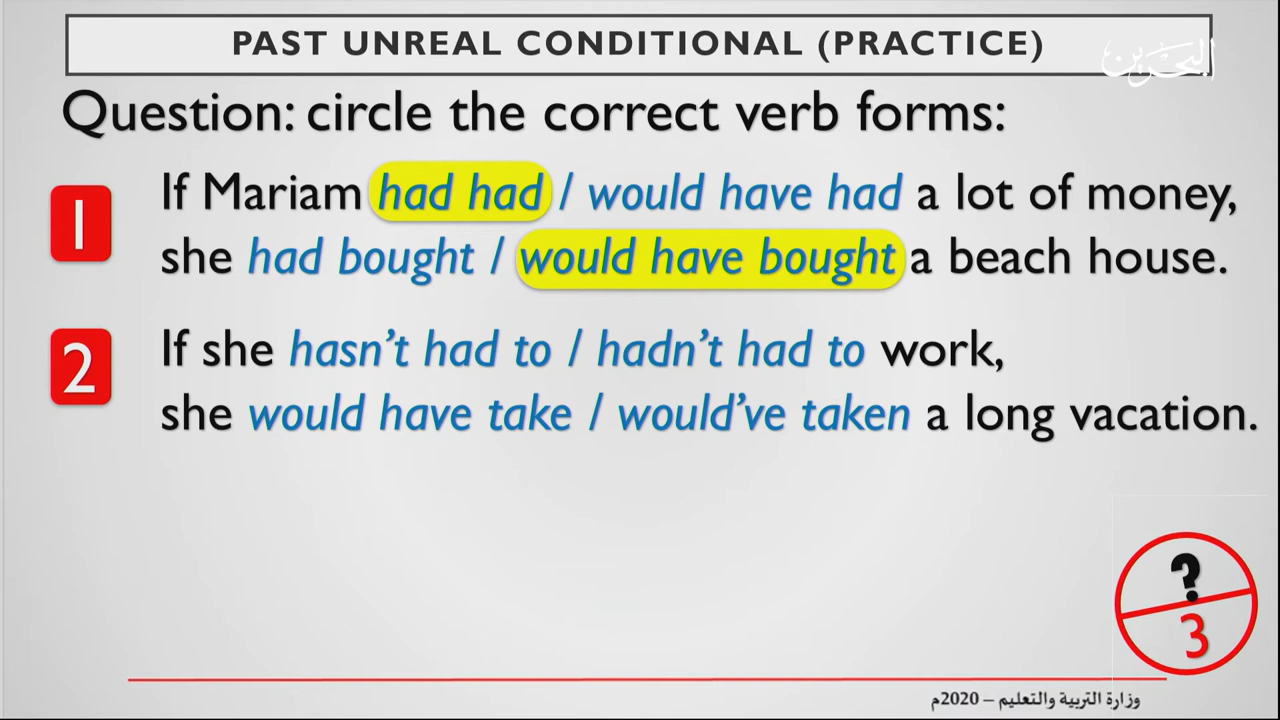 PAST UNREAL CONDITIONAL (PRACTICE)
البحرين
Question: circle the correct verb forms:
1
If Mariam had had / would have had a lot of money,
she had bought / would have bought a beach house.
2
If she hasn't had to / hadn't had to work,
she would have take / would've taken a long vacation.
?
3
وزارة التربية والتعليم – 2020م